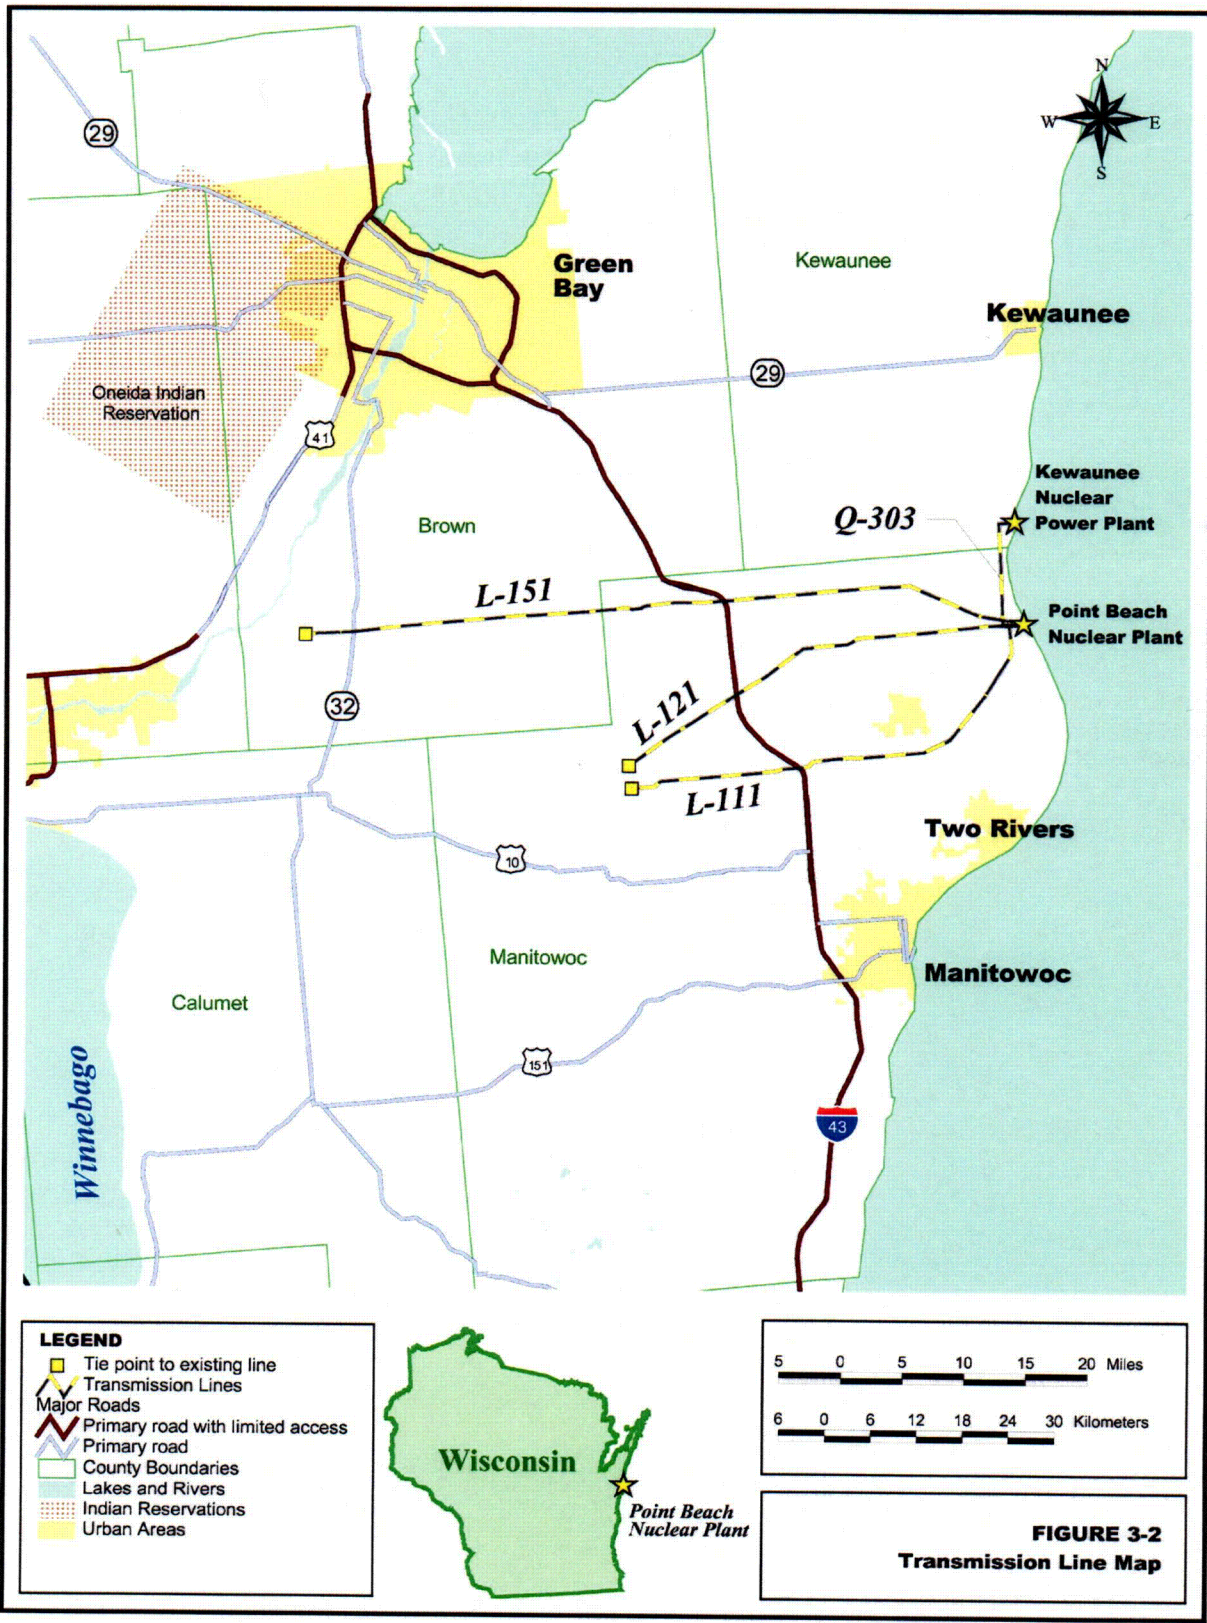 N
W E
S
29
Green
Bay
Kewaunee
Kewaunee
29
Oneida Indian
Reservation
41
Kewaunee
Nuclear
Power Plant
Q-303
Brown
L-151
Point Beach
Nuclear Plant
32
L-121
L-111
Two Rivers
10
Manitowoc
Manitowoc
Calumet
Winnebago
151
43
LEGEND
Tie point to existing line
Transmission Lines
Major Roads
Primary road with limited access
Primary road
County Boundaries
Lakes and Rivers
Indian Reservations
Urban Areas
Wisconsin
Point Beach
Nuclear Plant
5 0 5 10 15 20 Miles
6 0 6 12 18 24 30 Kilometers
FIGURE 3-2
Transmission Line Map